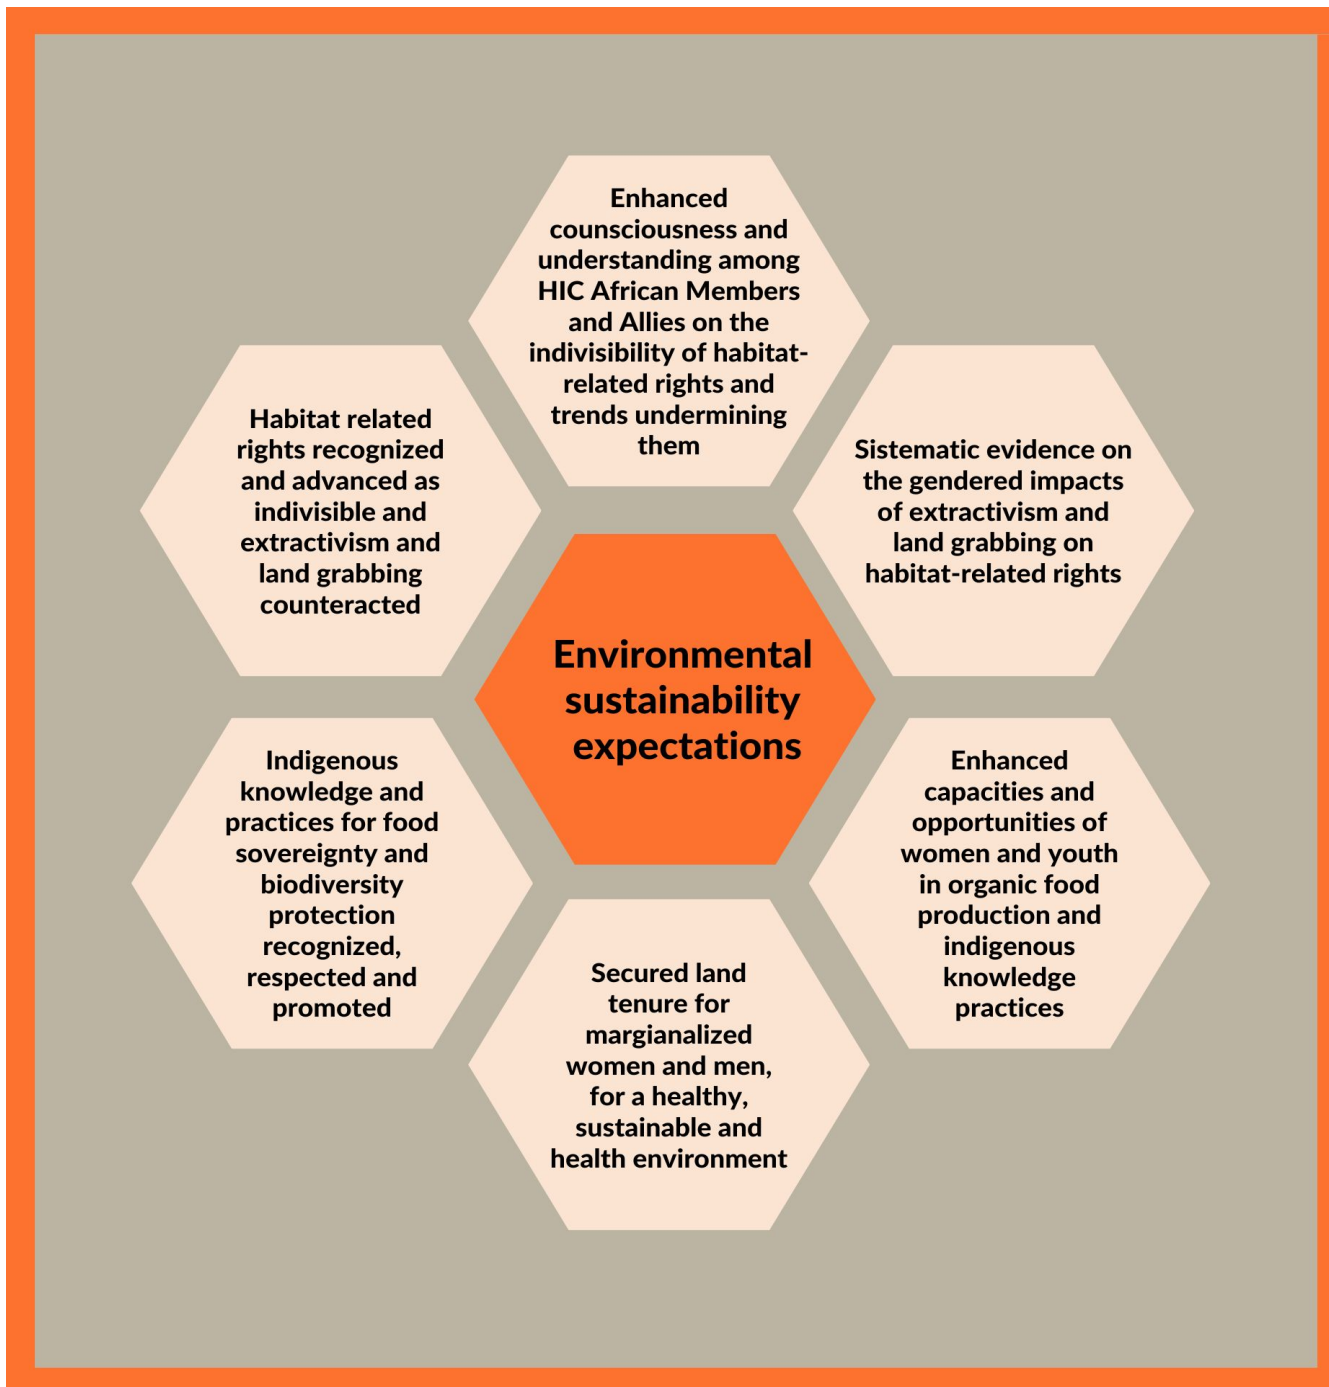 Enhanced
counsciousness and
understanding among
HIC African Members
and Allies on the
indivisibility of habitat-
related rights and
trends undermining
them
Habitat related
rights recognized
and advanced as
indivisible and
extractivism and
land grabbing
counteracted
Sistematic evidence on
the gendered impacts
of extractivism and
land grabbing on
habitat-related rights
Environmental
sustainability
expectations
Indigenous
knowledge and
practices for food
sovereignty and
biodiversity
protection
recognized,
respected and
promoted
Enhanced
capacities and
opportunities of
women and youth
in organic food
production and
indigenous
knowledge
practices
Secured land
tenure for
margianalized
women and men,
for a healthy,
sustainable and
health environment